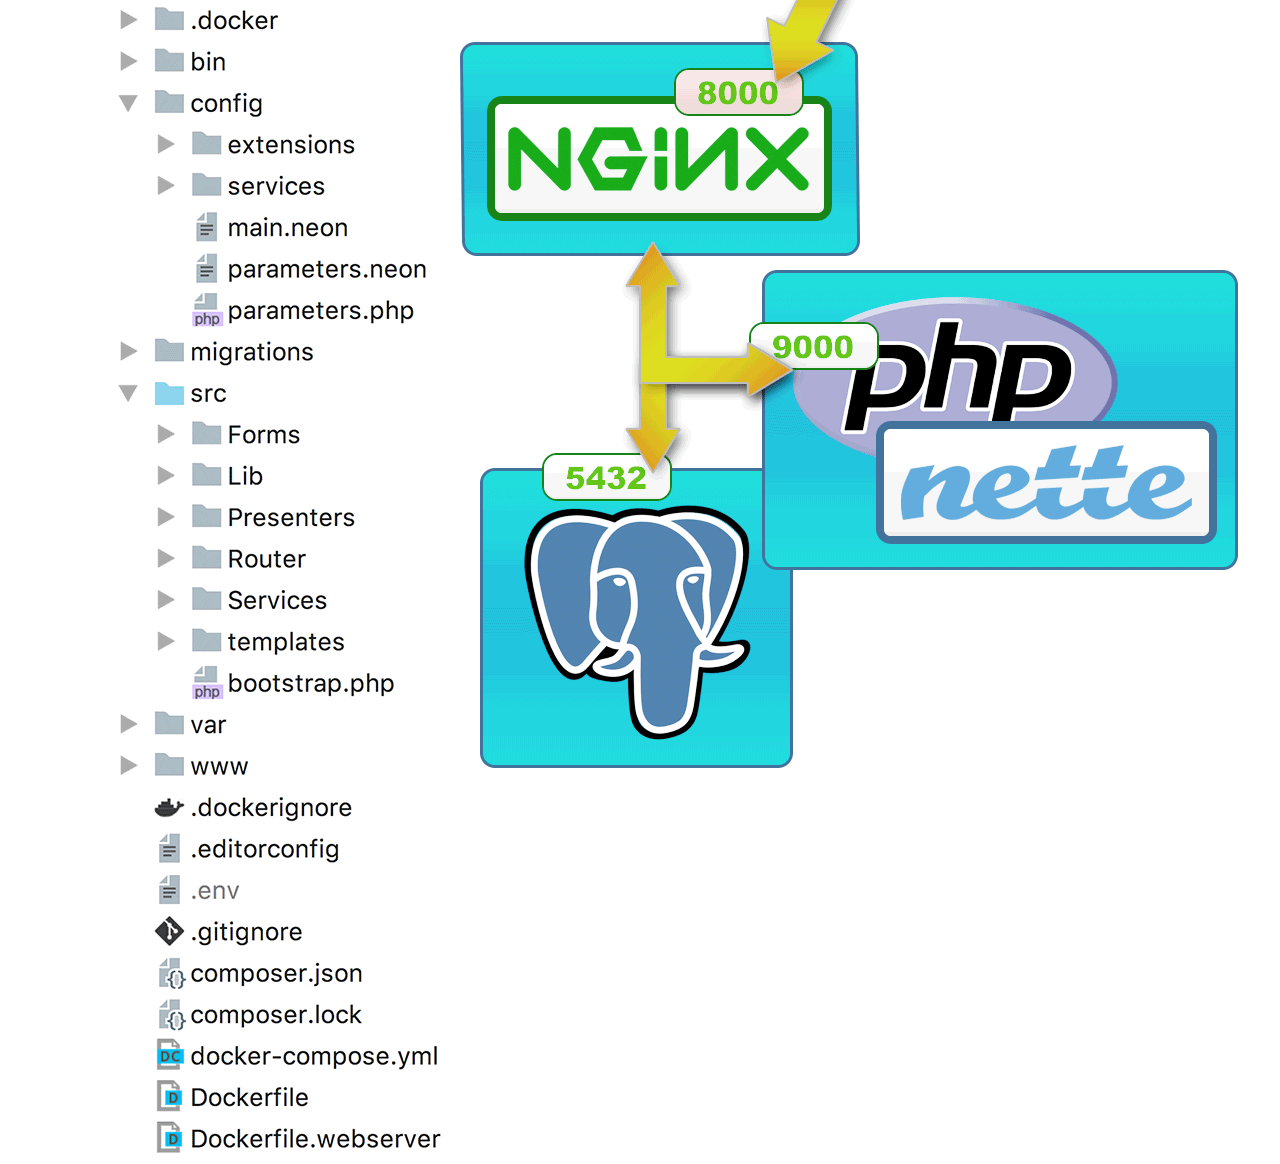 .docker
bin
config
extensions
services
main.neon
parameters.neon
php
parameters.php
migrations
src
Forms
Lib
Presenters
Router
Services
templates
php
bootstrap.php
var
www
.dockerignore
.editorconfig
.env
.gitignore
composer.json
composer.lock
DC
docker-compose.yml
D
Dockerfile
D
Dockerfile.webserver
8000
NGiNX
9000
php
nette
5432